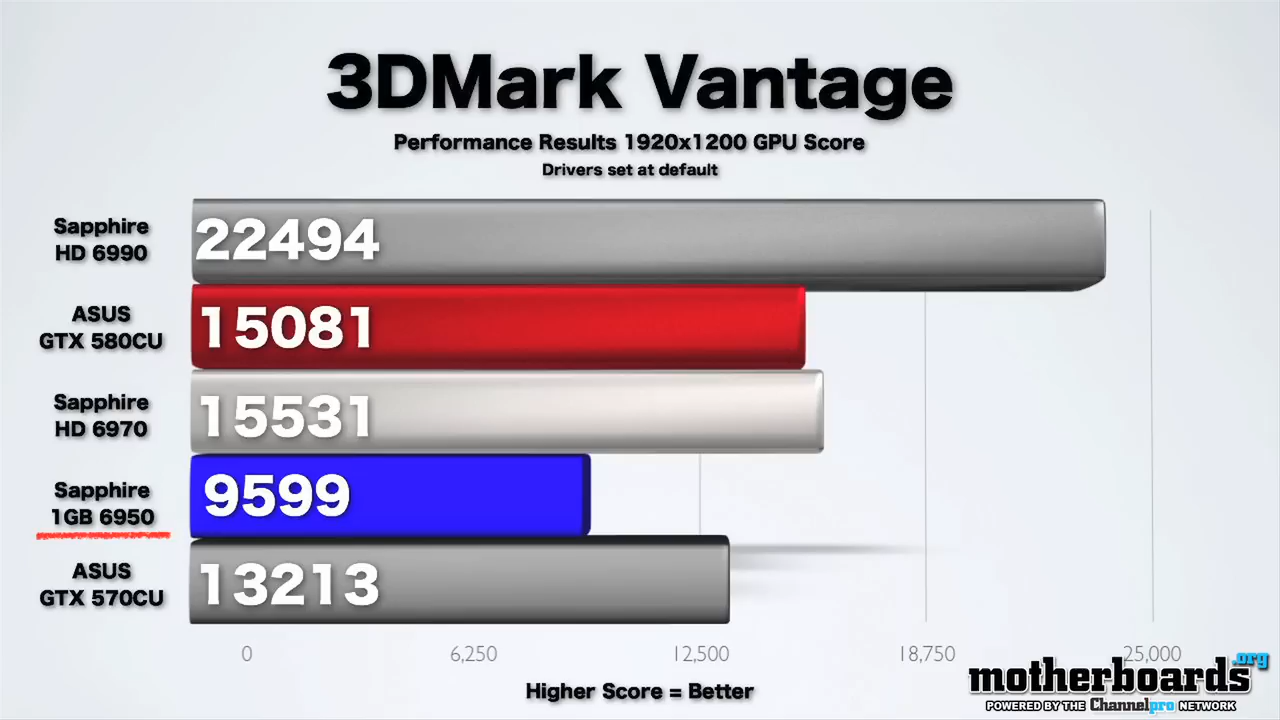 3DMark Vantage
Performance Results 1920x1200 GPU Score
Drivers set at default
Sapphire
HD 6990
22494
ASUS
GTX 580CU
15081
Sapphire
HD 6970
15531
Sapphire
1GB 6950
9599
ASUS
GTX 570CU
13213
0 6,250 12,500 18,750 25,000
Higher Score = Better
motherboards.org
POWERED BY THE Channelpro NETWORK